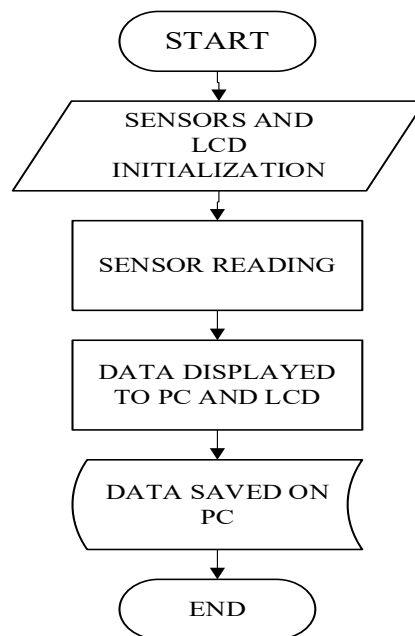 START
SENSORS AND
LCD
INITIALIZATION
SENSOR READING
DATA DISPLAYED
TO PC AND LCD
DATA SAVED ON
PC
END